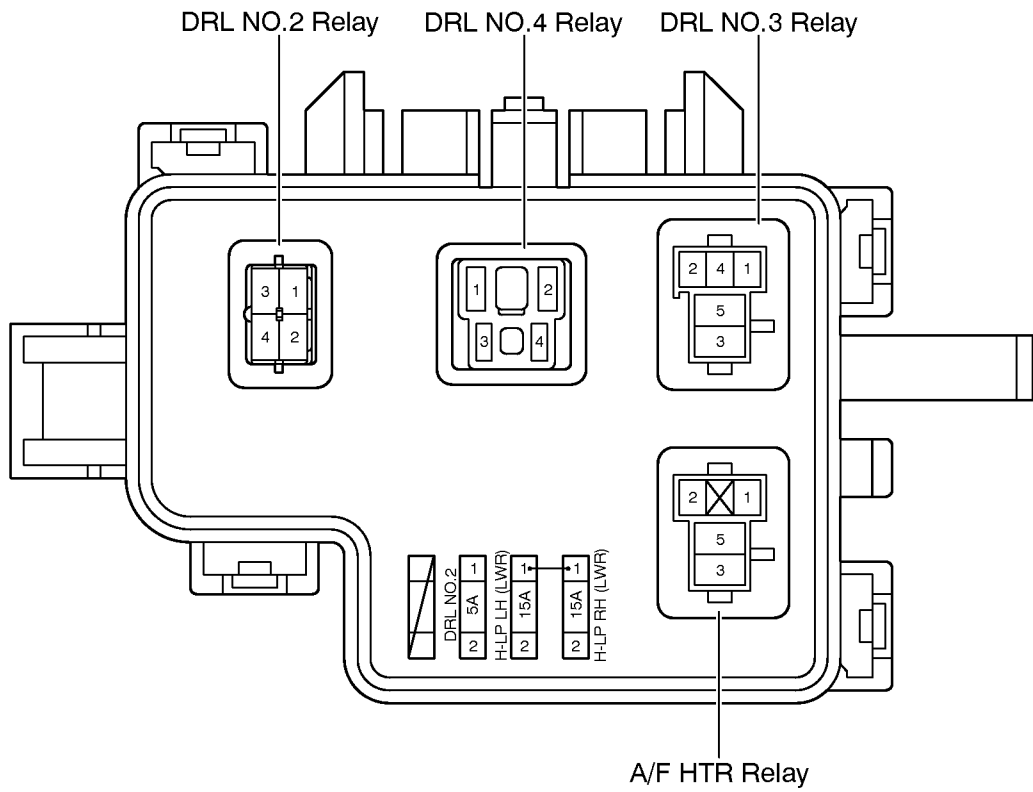 DRL NO.2 Relay
DRL NO.4 Relay
DRL NO.3 Relay
3 1
4 2
1 2
3 4
2 4 1
5
3
2 1
5
3
DRL NO.2
1
5A
2
H-LP LH (LWR)
1
15A
2
1
15A
2
H-LP RH (LWR)
A/F HTR Relay